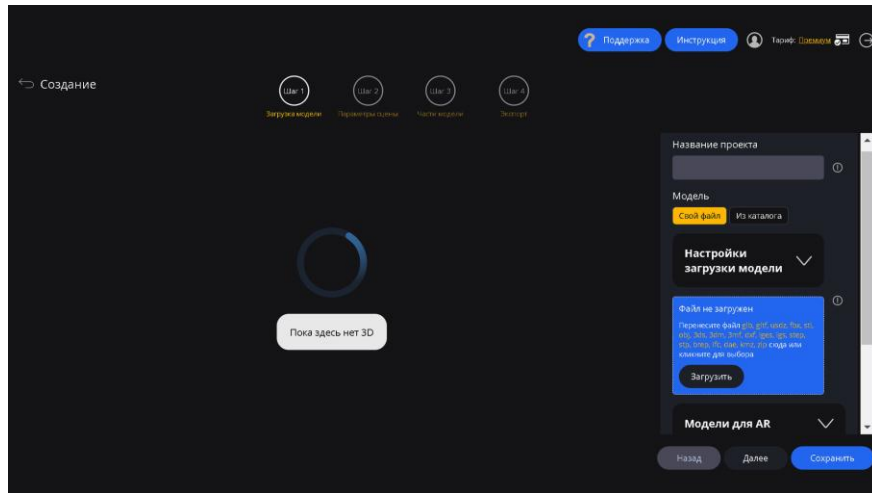 ? Поддержка
Инструкция
Тариф: Премиум
Создание
Шаг 1
Шаг 2
Шаг 3
Шаг 4
Загрузка модели
Параметры сцены
Части модели
Экспорт
Название проекта
Модель
Свой файл
Из каталога
Настройки
загрузки модели
Файл не загружен
Перенесите файл glb, gltf, usdz, fbx, stl,
obj, 3ds, 3dm, 3mf, dxf, iges, igs, step,
stp, brep, ifc, dae, kmz, zip сюда или
кликните для выбора
Загрузить
Пока здесь нет 3D
Модели для AR
Назад
Далее
Сохранить